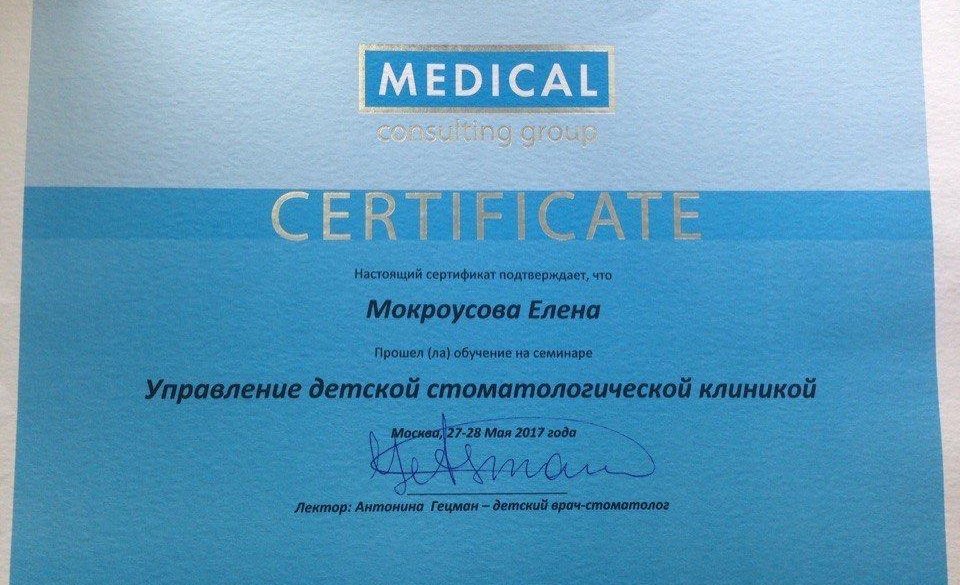 MEDICAL
consulting group
CERTIFICATE
Настоящий сертификат подтверждает, что
Мокроусова Елена
Прошел (ла) обучение на семинаре
Управление детской стоматологической клиникой
Москва, 27-28 Мая 2017 года
Лектор: Антонина Гецман – детский врач-стоматолог